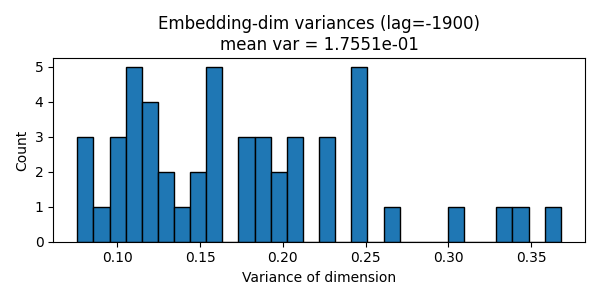 Embedding-dim variances (lag=-1900)
mean var = 1.7551e-01
Count
5
4
3
2
1
0
0.10 0.15 0.20 0.25 0.30 0.35
Variance of dimension